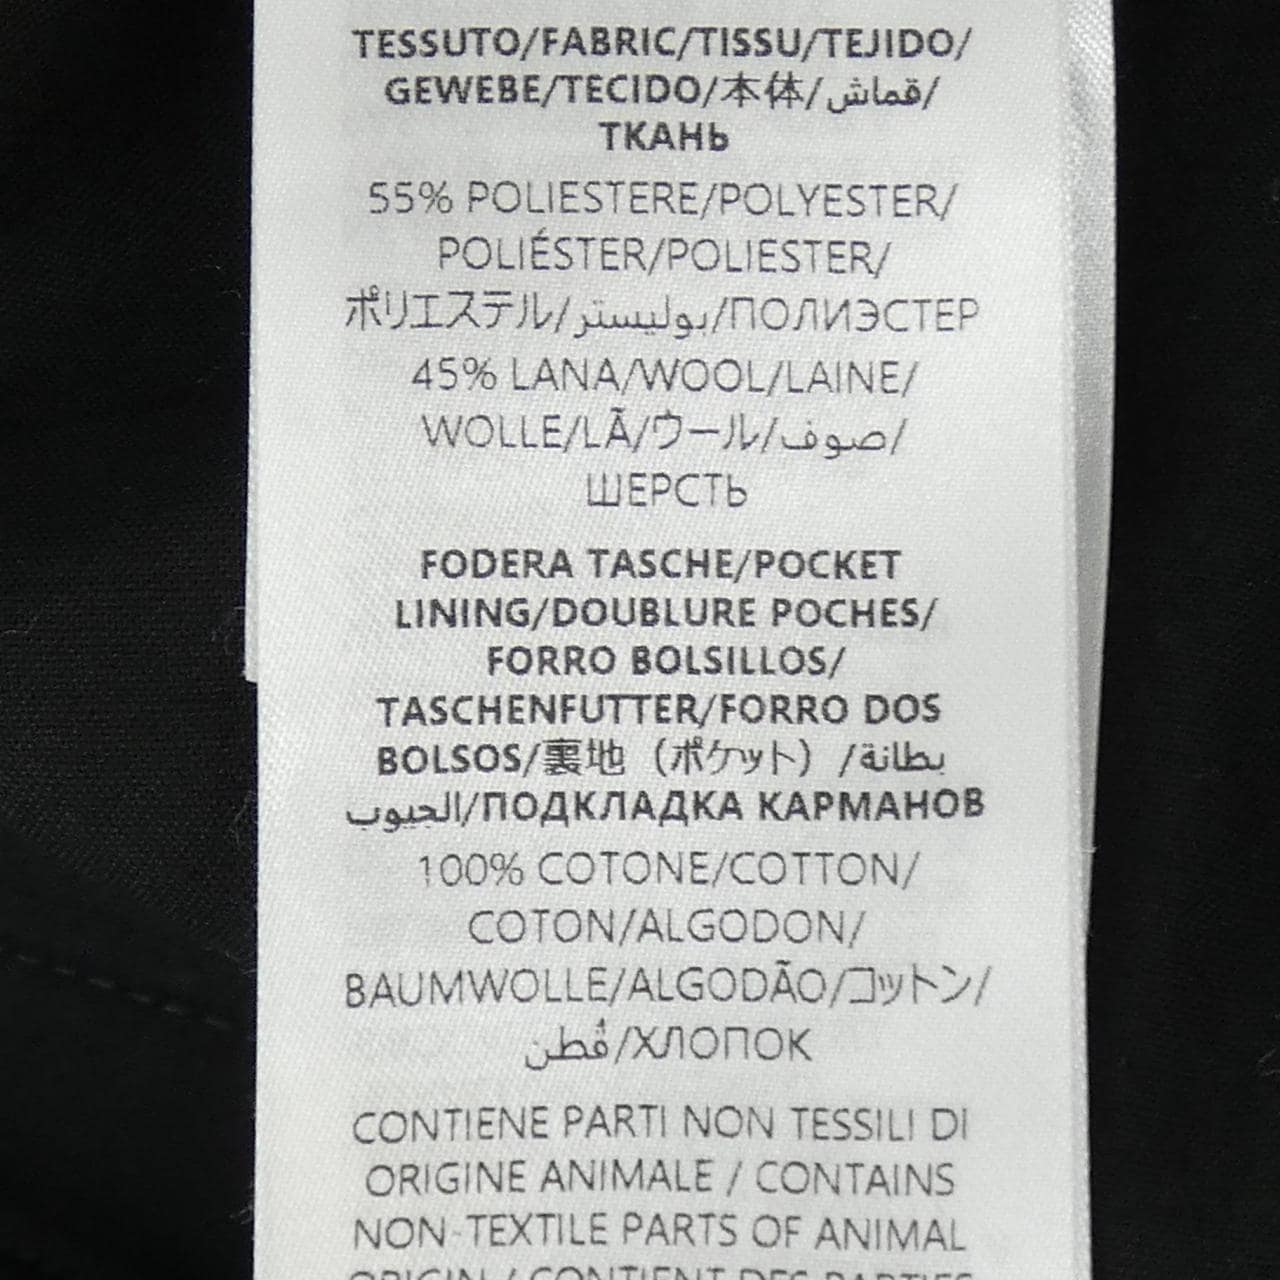 TESSUTO/FABRIC/TISSU/TEJIDO/
GEWEBE/TECIDO/本体/قماش/
ТКАНЬ
55% POLIESTERE/POLYESTER/
POLIÉSTER/POLIESTER/
ポリエステル/بوليستر/ПОЛИЭСТЕР
45% LANA/WOOL/LAINE/
WOLLE/LÃ/ウール/صوف/
ШЕРСТЬ
FODERA TASCHE/POCKET
LINING/DOUBLURE POCHES/
FORRO BOLSILLOS/
TASCHENFUTTER/FORRO DOS
BOLSOS/裏地（ポケット）/بطانة
الجيوب/ПОДКЛАДКА КАРМАНОВ
100% COTONE/COTTON/
COTON/ALGODON/
BAUMWOLLE/ALGODÃO/コットン/
قُطن/ХЛОПОК
CONTIENE PARTI NON TESSILI DI
ORIGINE ANIMALE / CONTAINS
NON-TEXTILE PARTS OF ANIMAL
ORIGIN / CONTIENT DES PARTIES